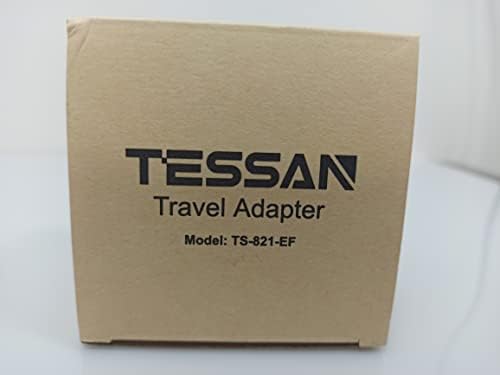 TESSAN
Travel Adapter
Model: TS-821-EF